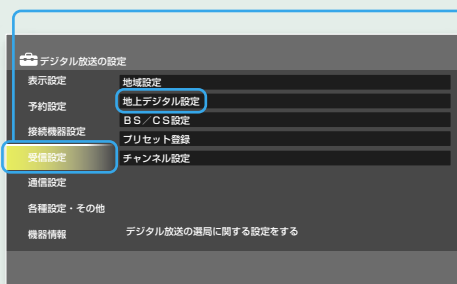 デジタル放送の設定
表示設定
予約設定
接続機器設定
受信設定
通信設定
各種設定・その他
機器情報
地域設定
地上デジタル設定
BS/CS設定
プリセット登録
チャンネル設定
デジタル放送の選局に関する設定をする